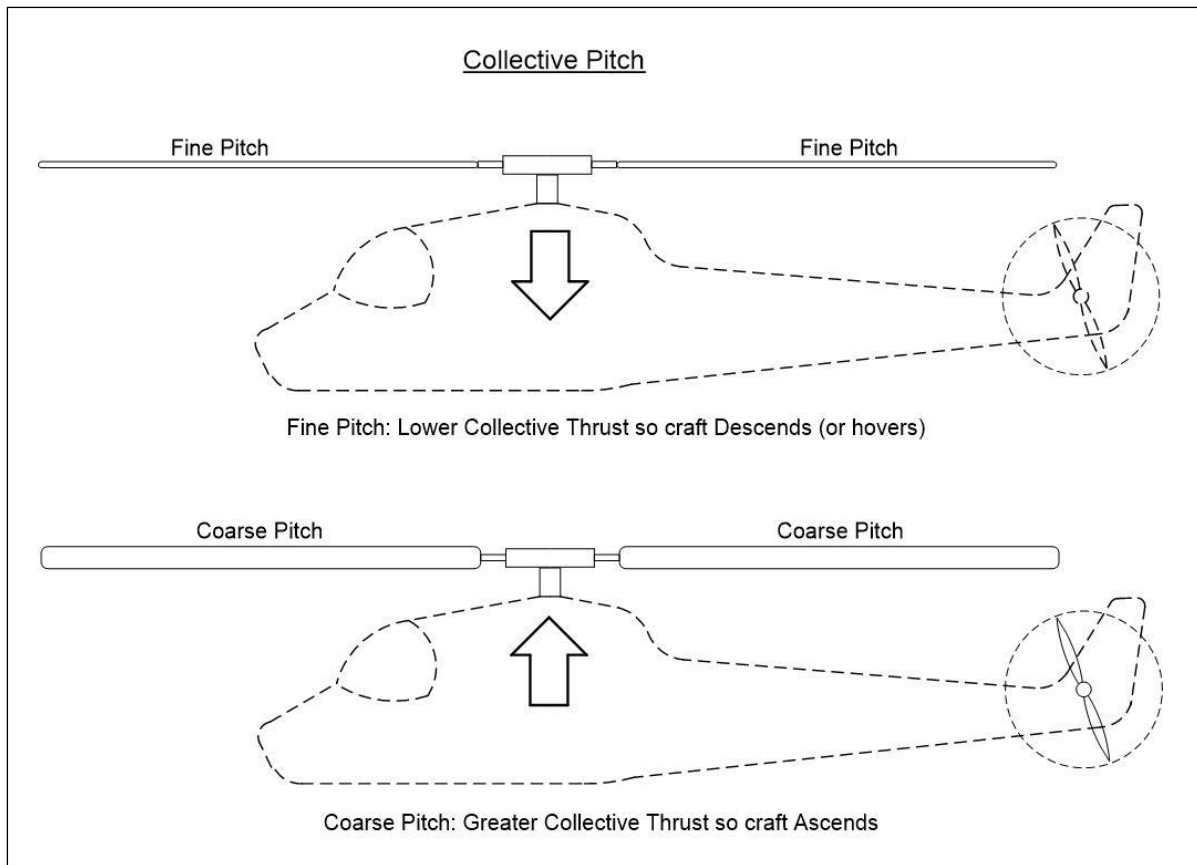 Collective Pitch
Fine Pitch
Fine Pitch
Fine Pitch: Lower Collective Thrust so craft Descends (or hovers)
Coarse Pitch
Coarse Pitch
Coarse Pitch: Greater Collective Thrust so craft Ascends